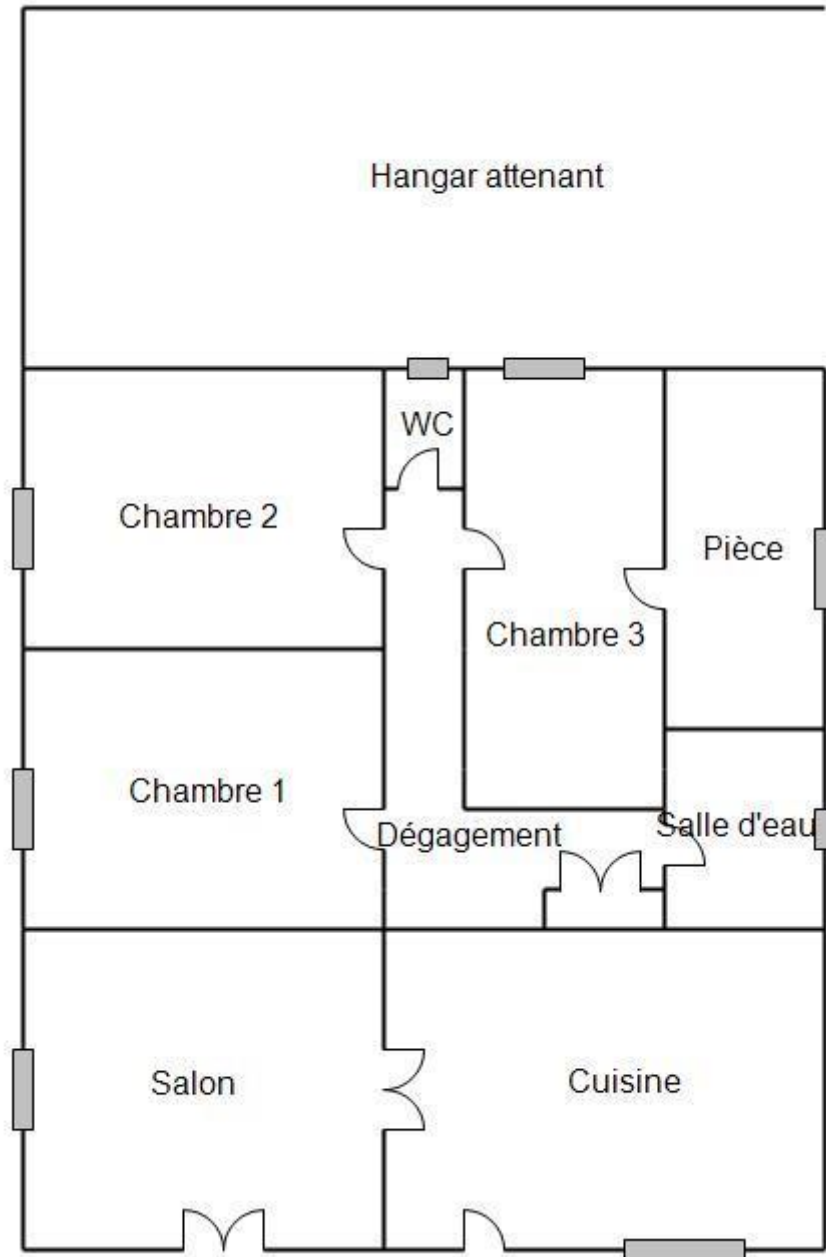 Hangar attenant
WC
Chambre 2
Pièce
Chambre 3
Chambre 1
Dégagement
Salle d'eau
Salon
Cuisine